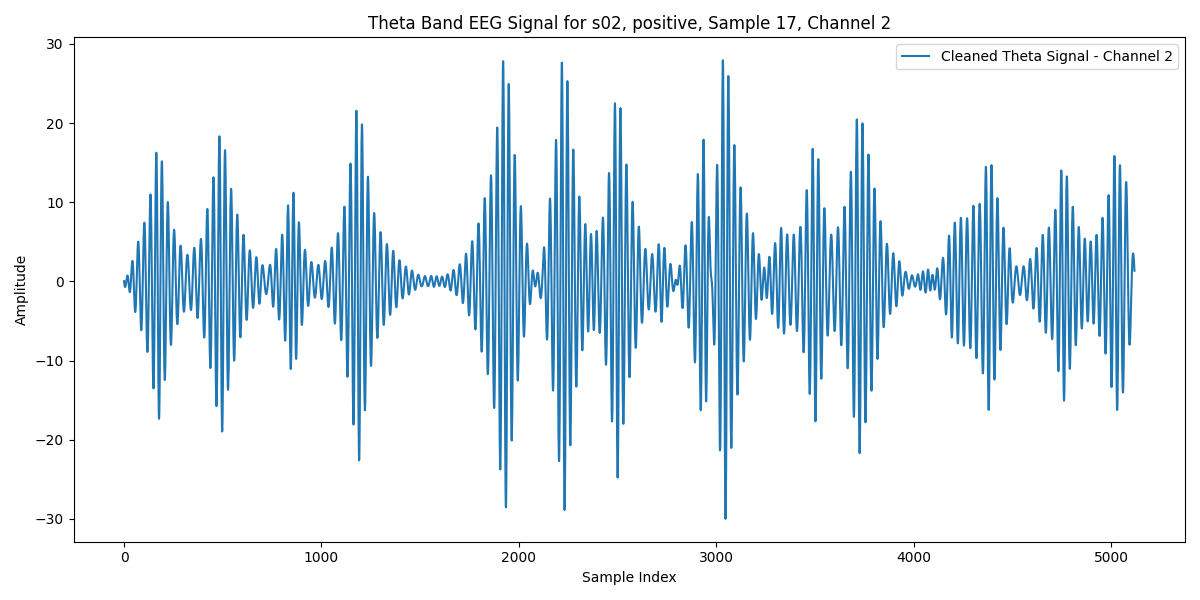 Theta Band EEG Signal for s02, positive, Sample 17, Channel 2
Cleaned Theta Signal - Channel 2
Amplitude
30
20
10
0
−10
−20
−30
0 1000 2000 3000 4000 5000
Sample Index